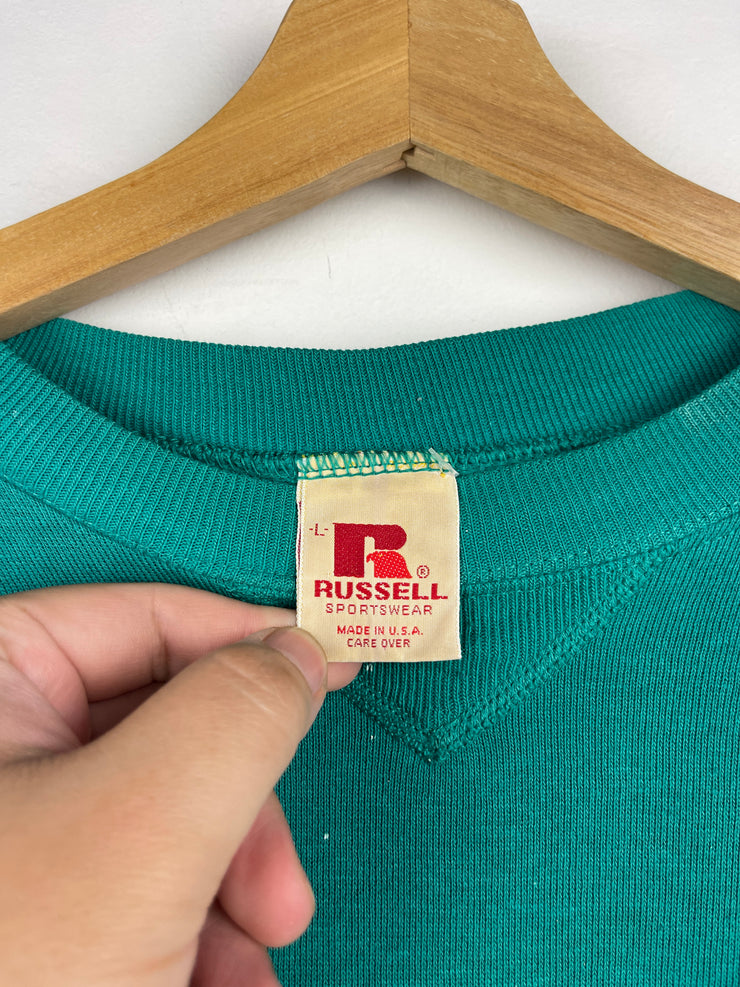 -L-
R
®
RUSSELL
SPORTSWEAR
MADE IN U.S.A.
CARE OVER